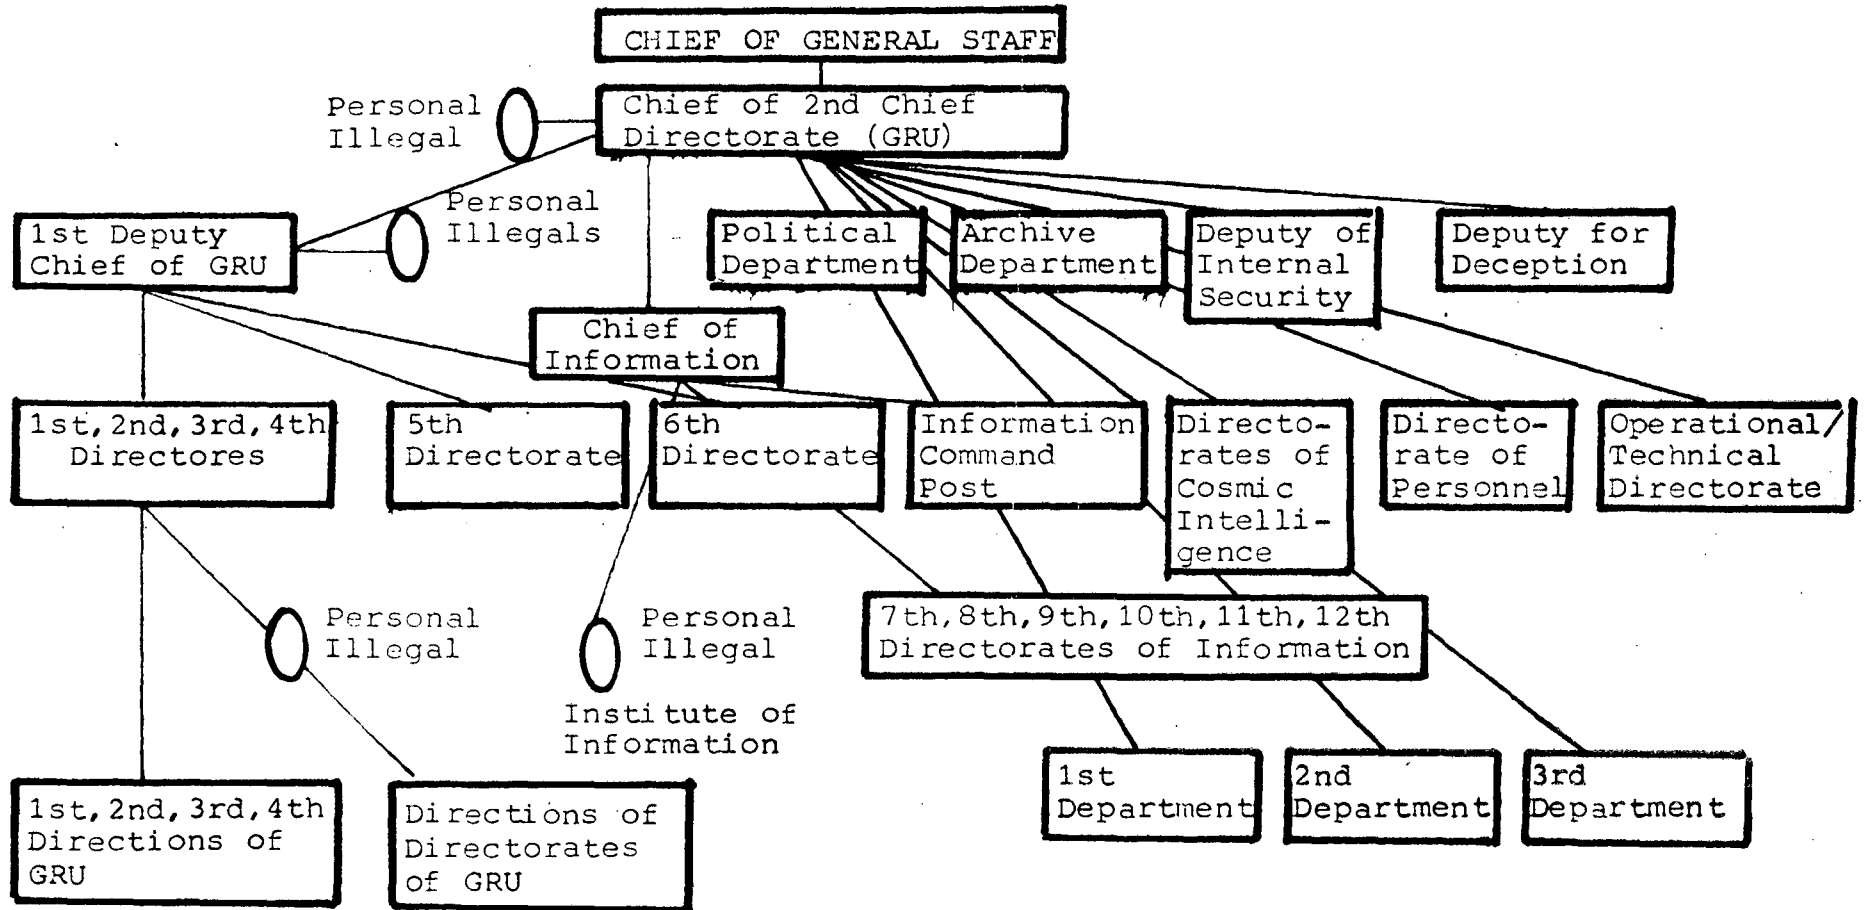 CHIEF OF GENERAL STAFF
Personal
Illegal
Chief of 2nd Chief
Directorate (GRU)
Personal
Illegals
1st Deputy
Chief of GRU
Political
Department
Archive
Department
Deputy of
Internal
Security
Deputy for
Deception
Chief of
Information
1st, 2nd, 3rd, 4th
Directores
5th
Directorate
6th
Directorate
Information
Command
Post
Directo-
rates of
Cosmic
Intelli-
gence
Directo-
rate of
Personnel
Operational/
Technical
Directorate
Personal
Illegal
Personal
Illegal
Institute of
Information
7th, 8th, 9th, 10th, 11th, 12th
Directorates of Information
1st, 2nd, 3rd, 4th
Directions of
GRU
Directions of
Directorates
of GRU
1st
Department
2nd
Department
3rd
Department